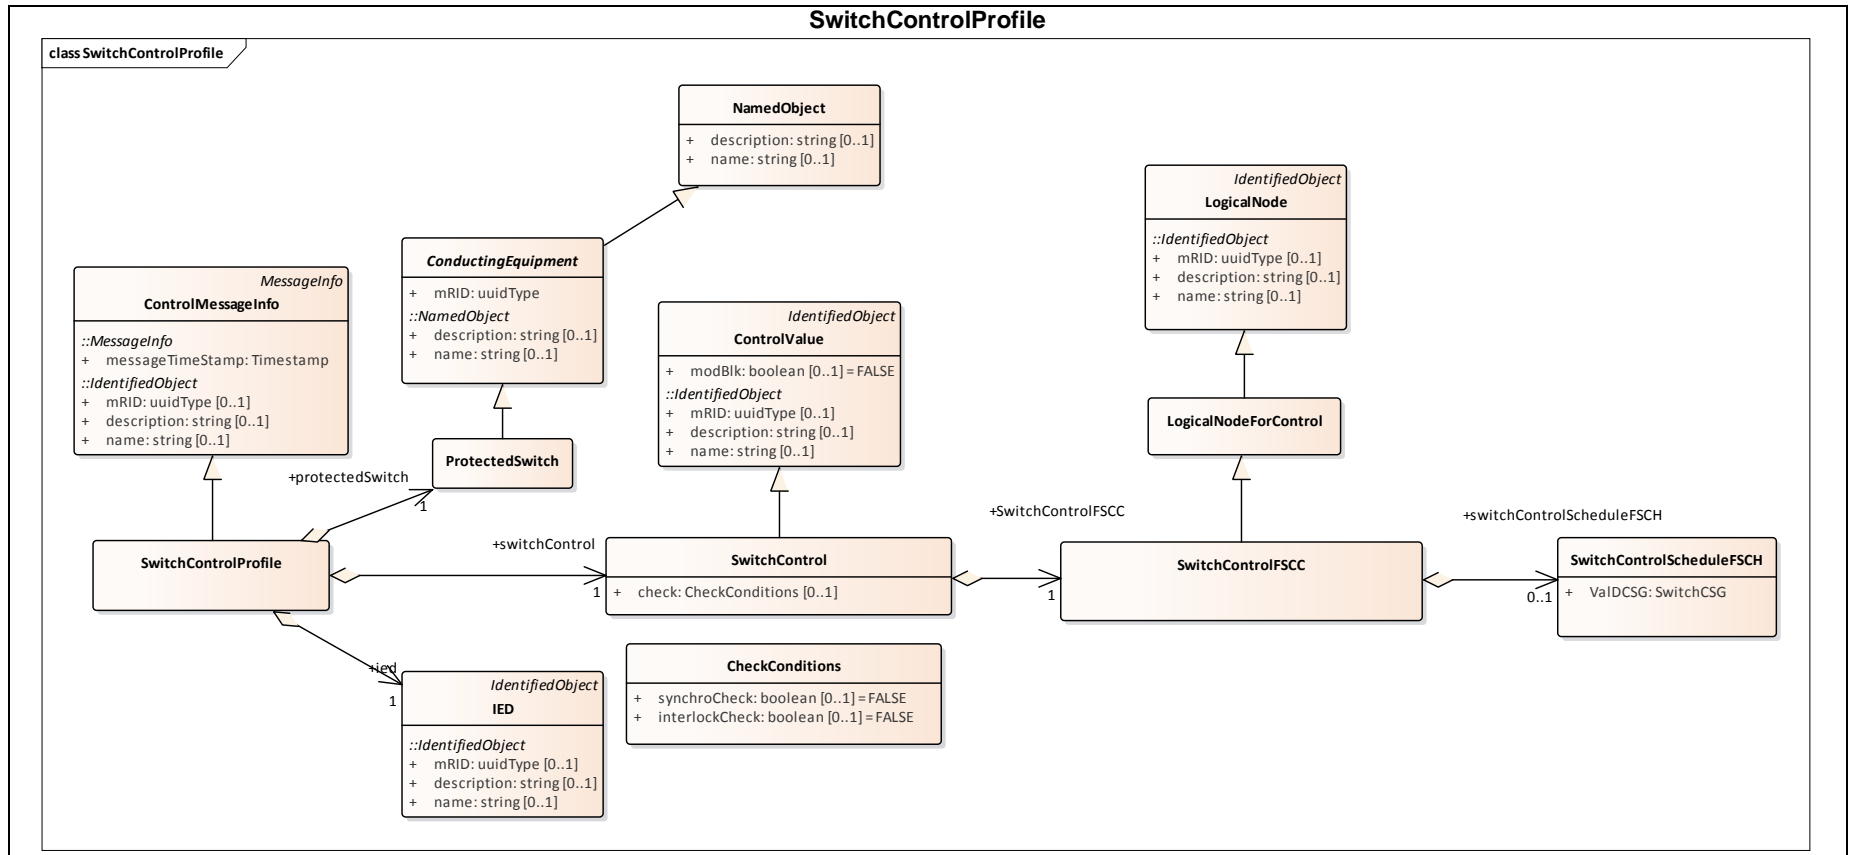 SwitchControlProfile
class SwitchControlProfile
NamedObject
+ description: string [0..1]
+ name: string [0..1]
IdentifiedObject
LogicalNode
::IdentifiedObject
+ mRID: uuidType [0..1]
+ description: string [0..1]
+ name: string [0..1]
ConductingEquipment
+ mRID: uuidType
::NamedObject
+ description: string [0..1]
+ name: string [0..1]
MessageInfo
ControlMessageInfo
::MessageInfo
+ messageTimeStamp: Timestamp
::IdentifiedObject
+ mRID: uuidType [0..1]
+ description: string [0..1]
+ name: string [0..1]
IdentifiedObject
ControlValue
+ modBlk: boolean [0..1] = FALSE
::IdentifiedObject
+ mRID: uuidType [0..1]
+ description: string [0..1]
+ name: string [0..1]
LogicalNodeForControl
ProtectedSwitch
+protectedSwitch
1
+SwitchControlFSCC
+switchControlScheduleFSCH
+switchControl
SwitchControlProfile
1
SwitchControl
+ check: CheckConditions [0..1]
1
SwitchControlFSCC
0..1
SwitchControlScheduleFSCH
+ ValDCSG: SwitchCSG
+ied
1
IdentifiedObject
IED
::IdentifiedObject
+ mRID: uuidType [0..1]
+ description: string [0..1]
+ name: string [0..1]
CheckConditions
+ synchroCheck: boolean [0..1] = FALSE
+ interlockCheck: boolean [0..1] = FALSE